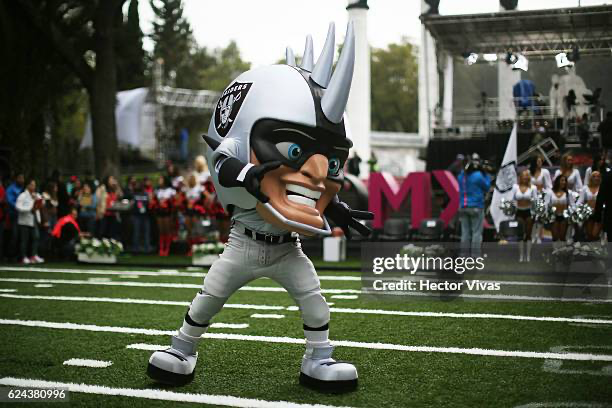 RAIDERS
MX
gettyimages
Credit: Hector Vivas
624380996